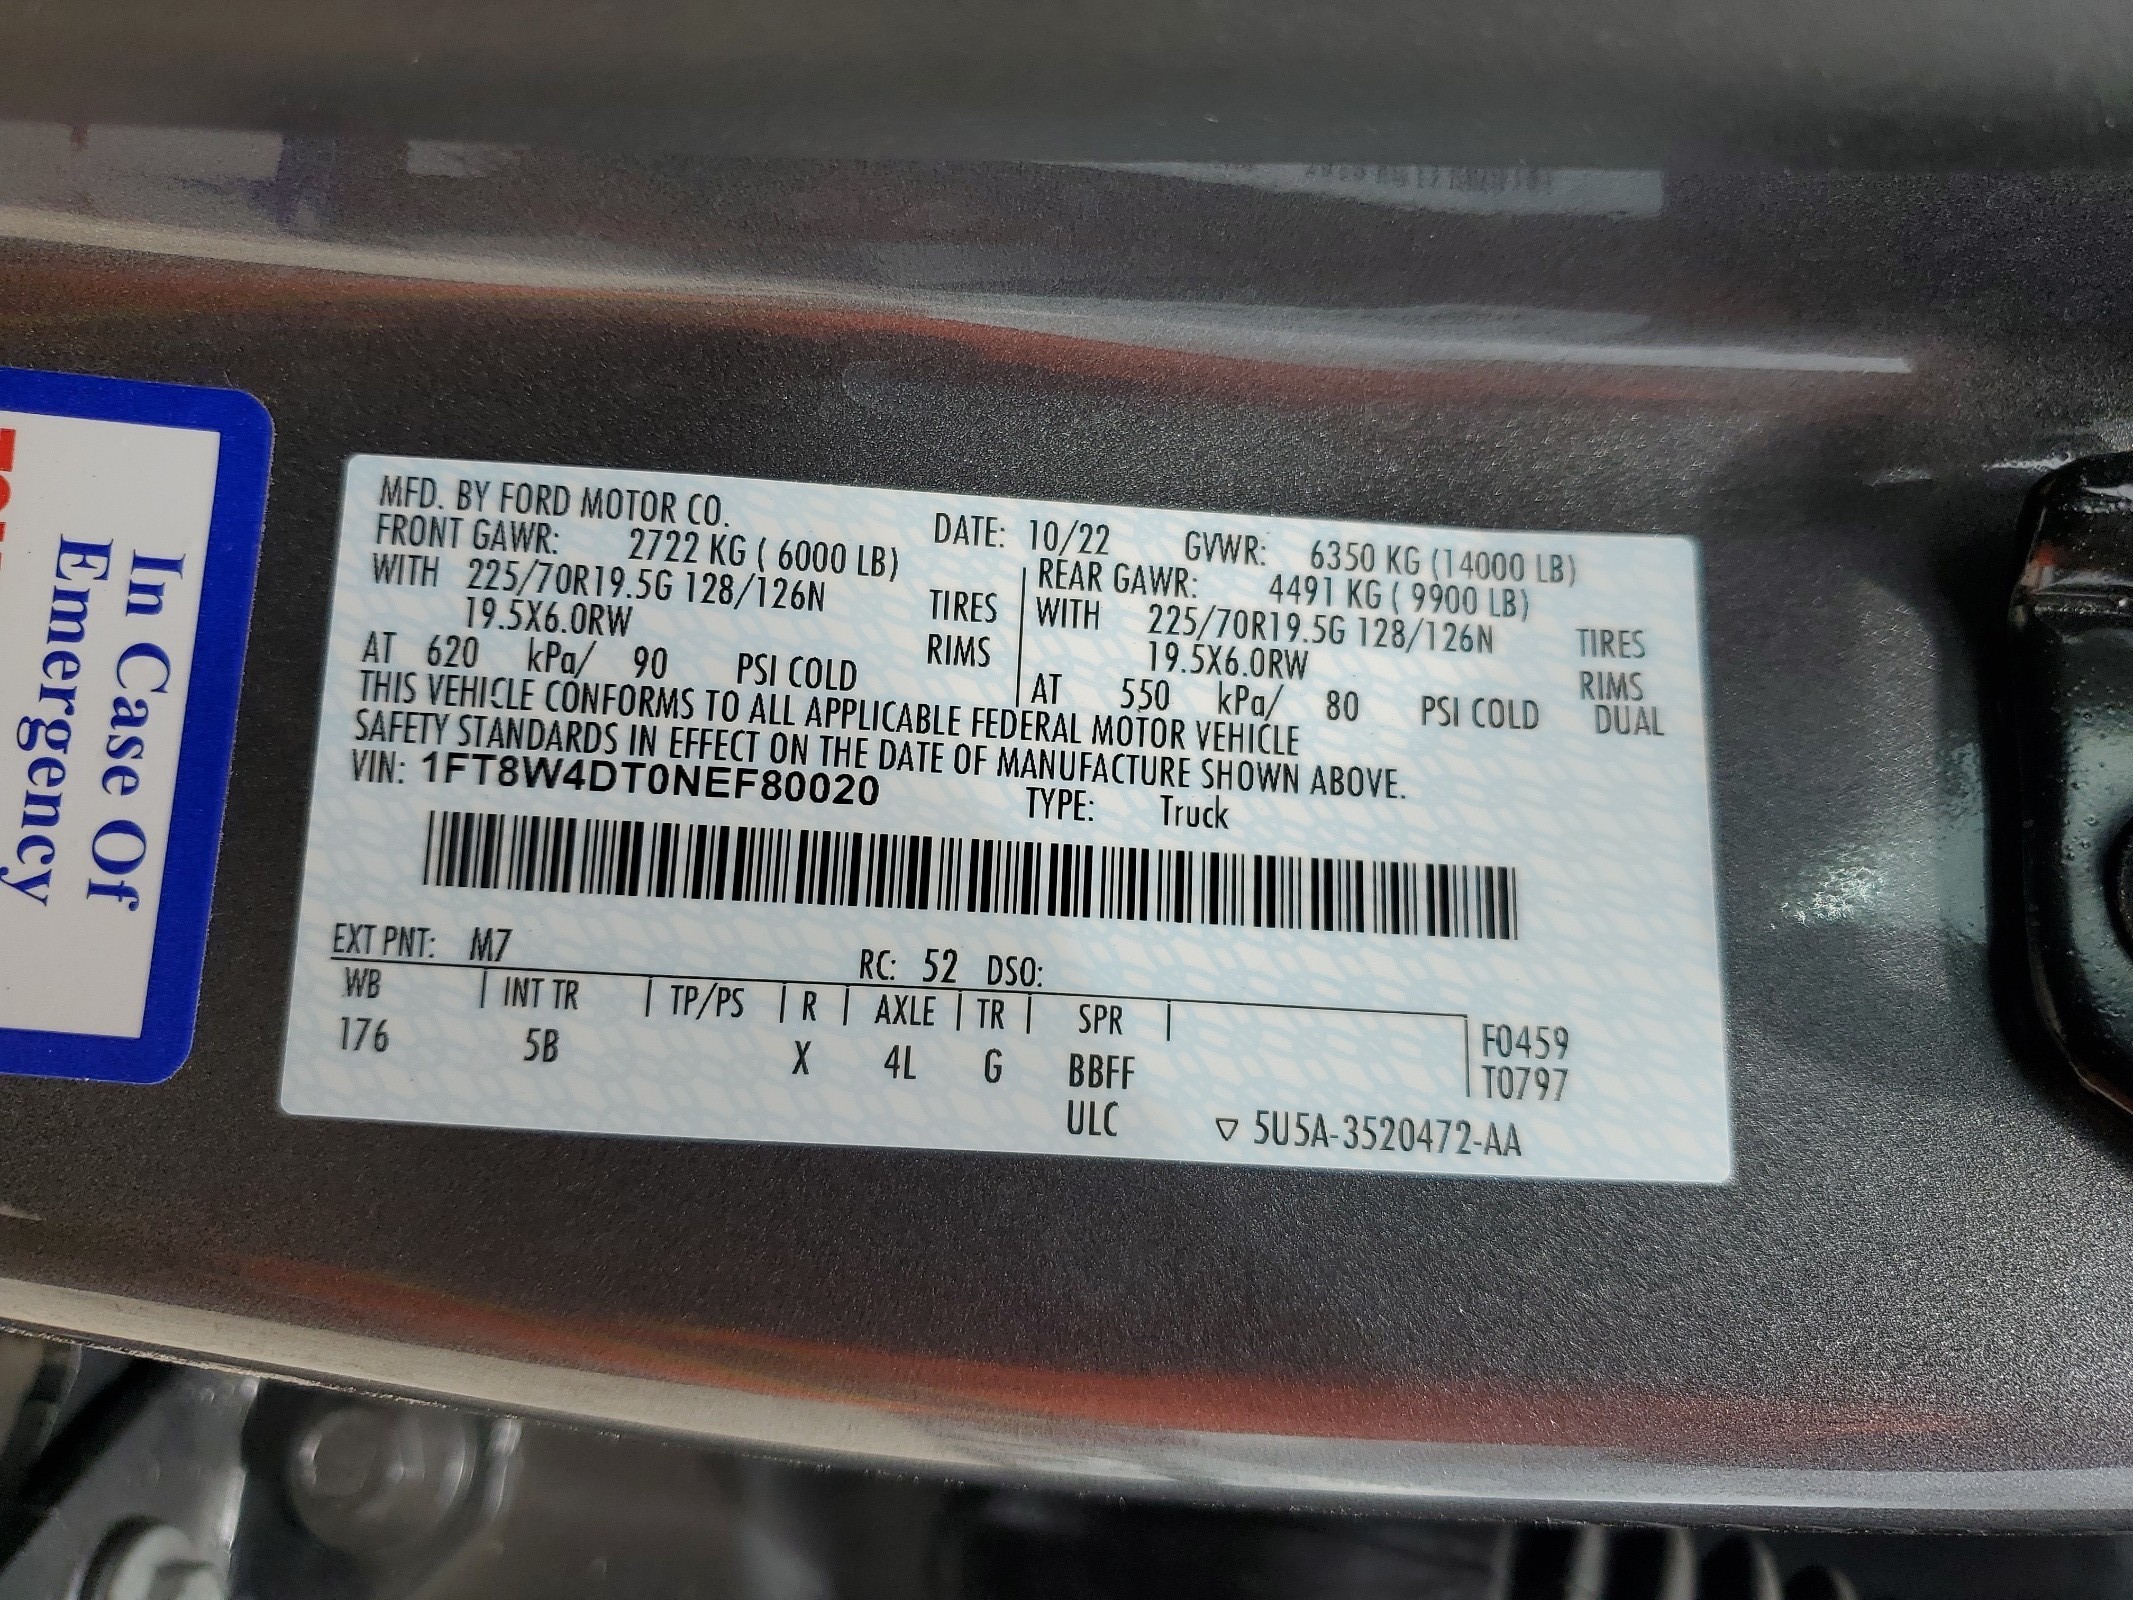 MFD. BY FORD MOTOR CO.
DATE: 10/22 GVWR: 6350 KG (14000 LB)
FRONT GAWR: 2722 KG ( 6000 LB)
WITH 225/70R19.5G 128/126N TIRES
19.5X6.0RW RIMS
AT 620 kPa/ 90 PSI COLD
REAR GAWR: 4491 KG ( 9900 LB)
WITH 225/70R19.5G 128/126N TIRES
19.5X6.0RW RIMS
AT 550 kPa/ 80 PSI COLD DUAL
THIS VEHICLE CONFORMS TO ALL APPLICABLE FEDERAL MOTOR VEHICLE
SAFETY STANDARDS IN EFFECT ON THE DATE OF MANUFACTURE SHOWN ABOVE.
VIN: 1FT8W4DT0NEF80020 TYPE: Truck
EXT PNT: M7 RC: 52 DSO:
WB | INT TR | TP/PS | R | AXLE | TR | SPR |
176 5B X 4L G BBFF
ULC
F0459
T0797
▽ 5U5A-3520472-AA
In Case Of
Emergency